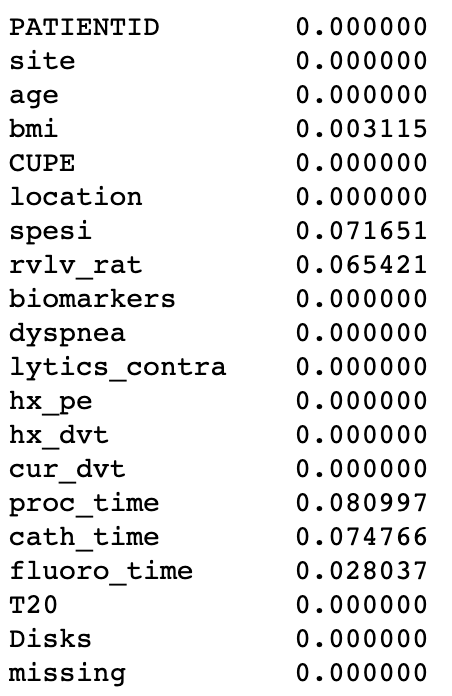 PATIENTID 0.000000
site 0.000000
age 0.000000
bmi 0.003115
CUPE 0.000000
location 0.000000
spesi 0.071651
rvlv_rat 0.065421
biomarkers 0.000000
dyspnea 0.000000
lytics_contra 0.000000
hx_pe 0.000000
hx_dvt 0.000000
cur_dvt 0.000000
proc_time 0.080997
cath_time 0.074766
fluoro_time 0.028037
T20 0.000000
Disks 0.000000
missing 0.000000